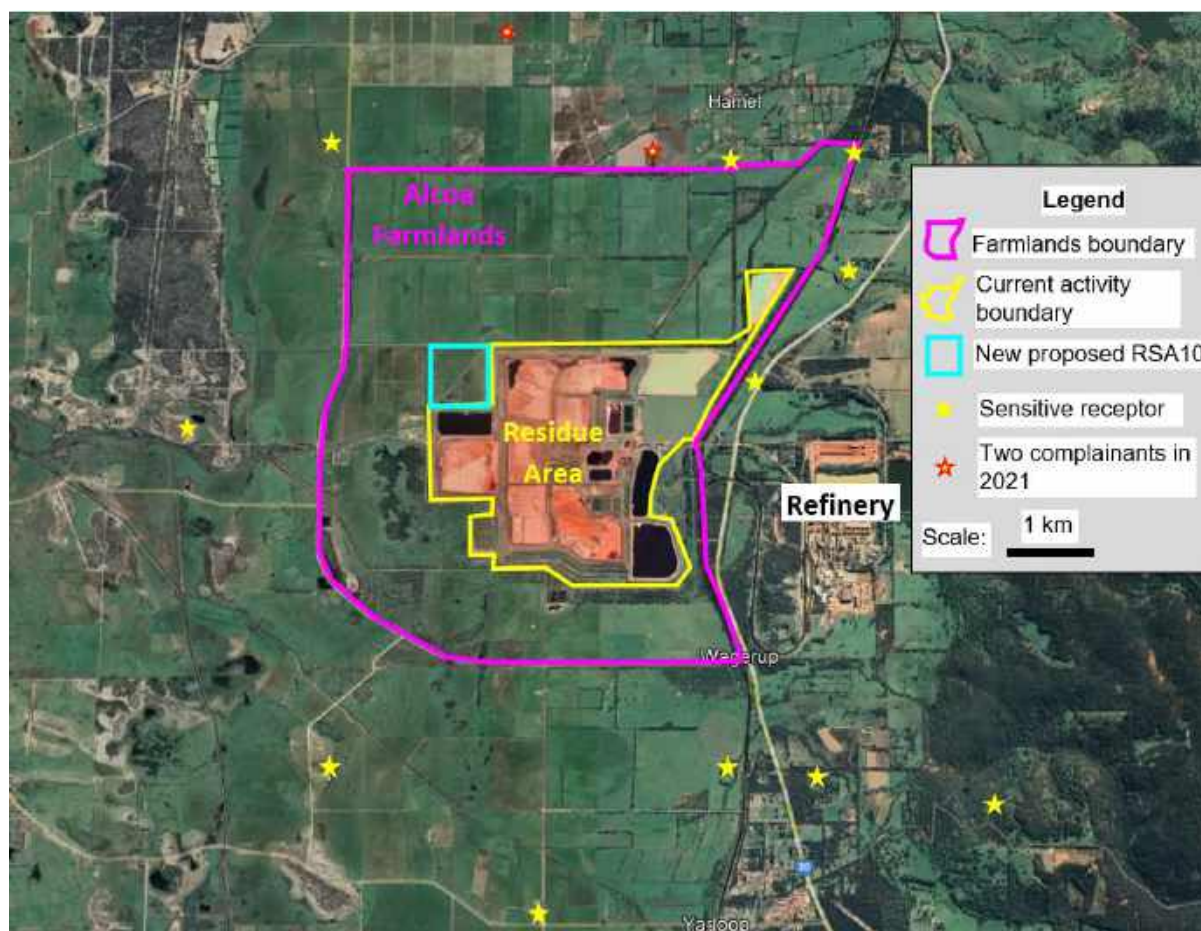 Hamel
Alcoa
Farmlands
Residue
Area
Refinery
Wagerup
Yarloop
20
Legend
Farmlands boundary
Current activity
boundary
New proposed RSA10
Sensitive receptor
Two complainants in
2021
Scale:
1 km